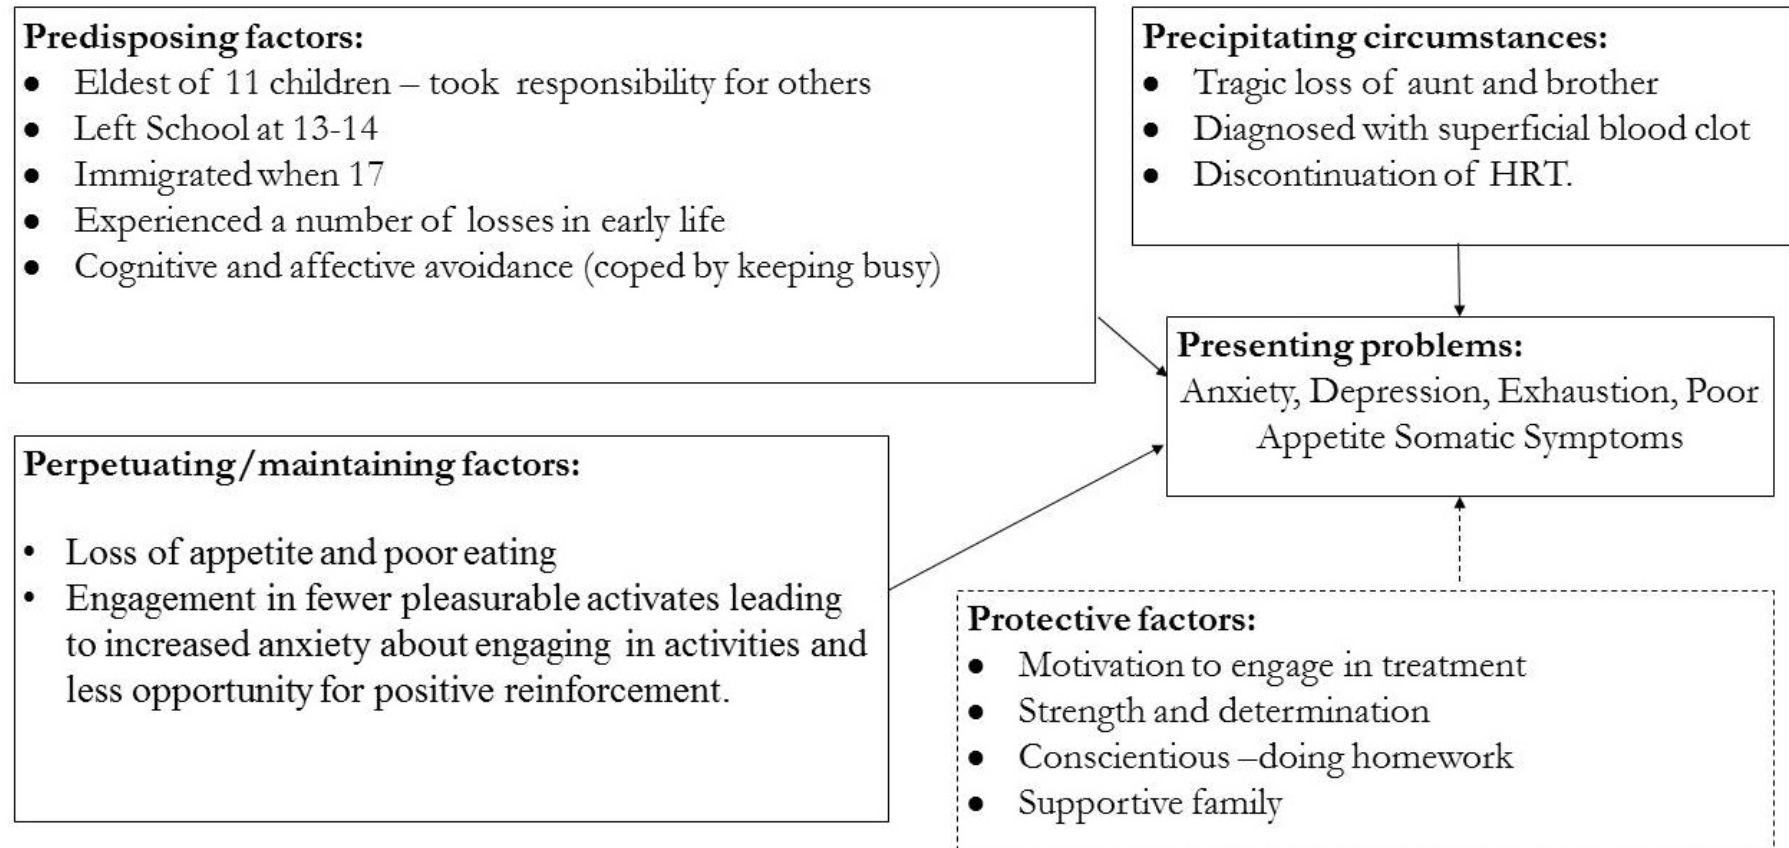 Predisposing factors:
● Eldest of 11 children – took responsibility for others
● Left School at 13-14
● Immigrated when 17
● Experienced a number of losses in early life
● Cognitive and affective avoidance (coped by keeping busy)
Precipitating circumstances:
● Tragic loss of aunt and brother
● Diagnosed with superficial blood clot
● Discontinuation of HRT.
Presenting problems:
Anxiety, Depression, Exhaustion, Poor
Appetite Somatic Symptoms
Perpetuating/maintaining factors:
• Loss of appetite and poor eating
• Engagement in fewer pleasurable activates leading
to increased anxiety about engaging in activities and
less opportunity for positive reinforcement.
Protective factors:
● Motivation to engage in treatment
● Strength and determination
● Conscientious –doing homework
● Supportive family